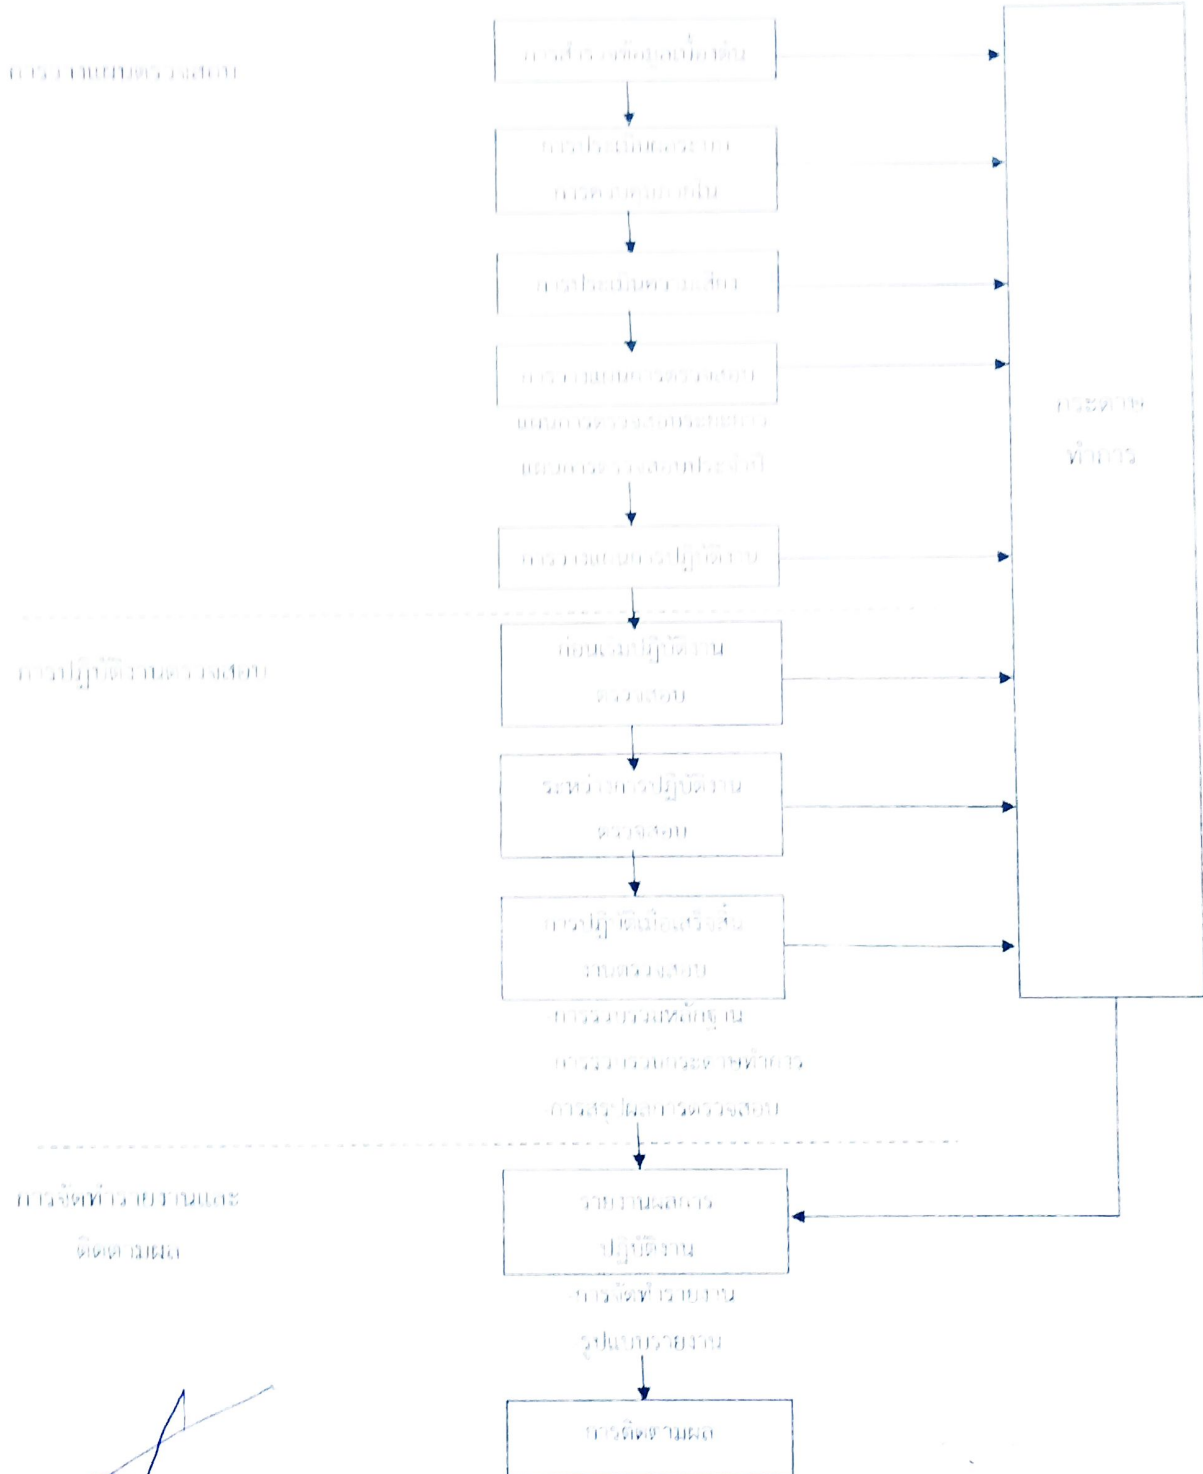 การวางแผนตรวจสอบ
การสำรวจข้อมูลเบื้องต้น
การประเมินผลระบบ
การควบคุมภายใน
การประเมินความเสี่ยง
การวางแผนการตรวจสอบ
แผนการตรวจสอบระยะยาว
แผนการตรวจสอบประจำปี
การวางแผนการปฏิบัติงาน
กระดาษ
ทำการ
การปฏิบัติงานตรวจสอบ
ก่อนเริ่มปฏิบัติงาน
ตรวจสอบ
ระหว่างการปฏิบัติงาน
ตรวจสอบ
การปฏิบัติเมื่อเสร็จสิ้น
งานตรวจสอบ
-การรวบรวมหลักฐาน
-การรวบรวมกระดาษทำการ
-การสรุปผลการตรวจสอบ
การจัดทำรายงานและ
ติดตามผล
รายงานผลการ
ปฏิบัติงาน
-การจัดทำรายงาน
รูปแบบรายงาน
การติดตามผล